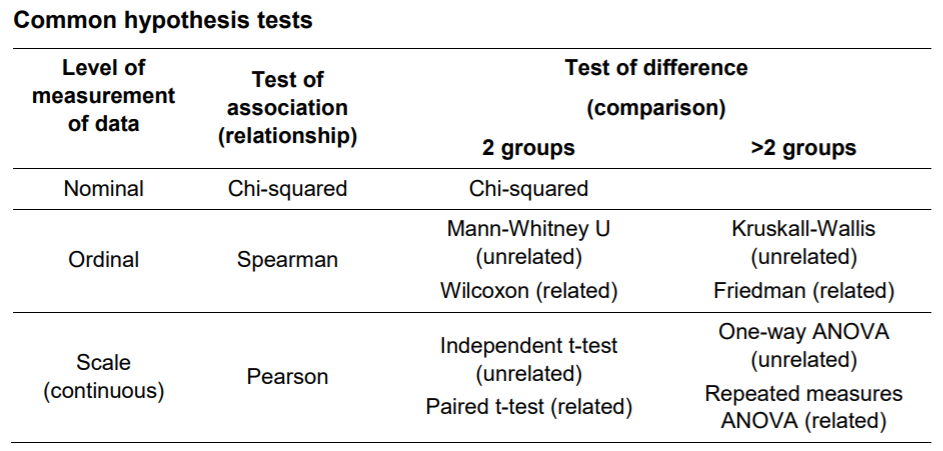 Common hypothesis tests
Level of
measurement
of data
Test of
association
(relationship)
Test of difference
(comparison)
2 groups
>2 groups
Nominal
Chi-squared
Chi-squared
Ordinal
Spearman
Mann-Whitney U
(unrelated)
Wilcoxon (related)
Kruskall-Wallis
(unrelated)
Friedman (related)
Scale
(continuous)
Pearson
Independent t-test
(unrelated)
Paired t-test (related)
One-way ANOVA
(unrelated)
Repeated measures
ANOVA (related)